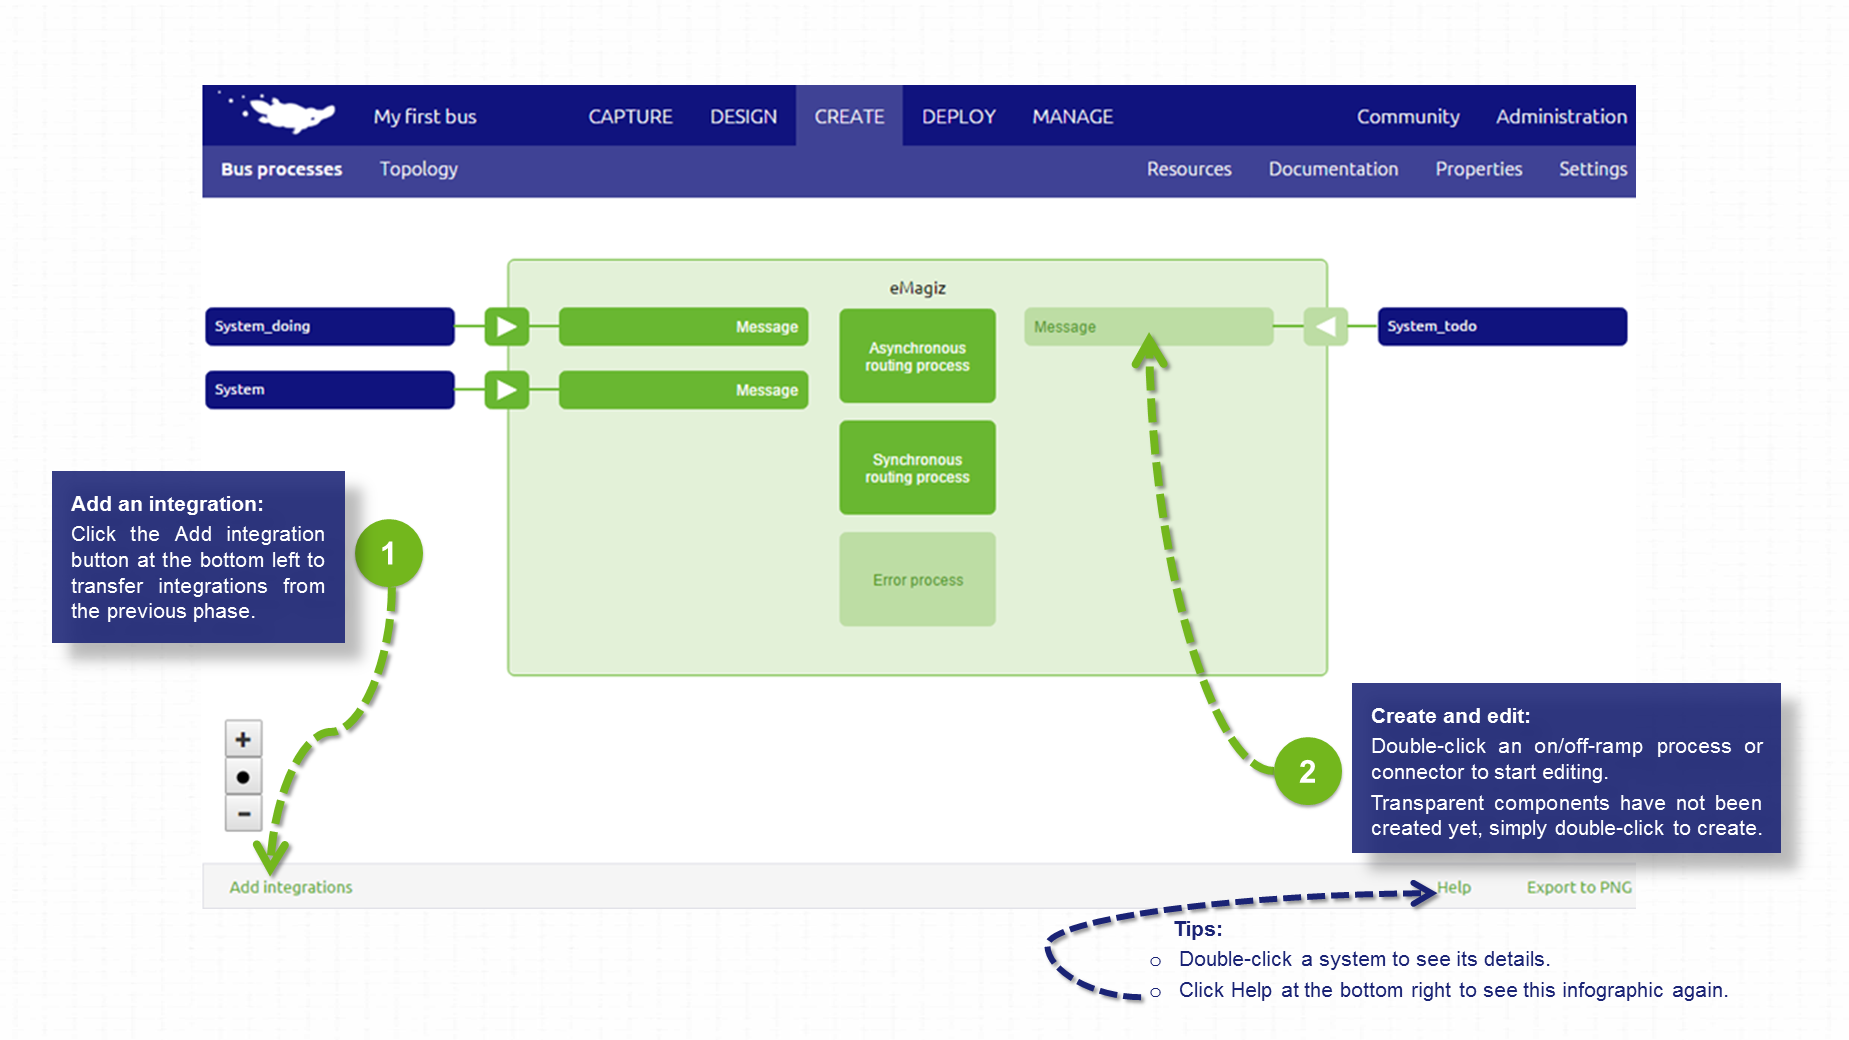 My first bus
CAPTURE
DESIGN
CREATE
DEPLOY
MANAGE
Community
Administration
Bus processes
Topology
Resources
Documentation
Properties
Settings
eMagiz
System_doing
Message
System
Message
Asynchronous
routing process
Synchronous
routing process
Error process
Message
System_todo
Add an integration:
Click the Add integration
button at the bottom left to
transfer integrations from
the previous phase.
1
2
Create and edit:
Double-click an on/off-ramp process or
connector to start editing.
Transparent components have not been
created yet, simply double-click to create.
Add integrations
Help
Export to PNG
Tips:
o Double-click a system to see its details.
o Click Help at the bottom right to see this infographic again.